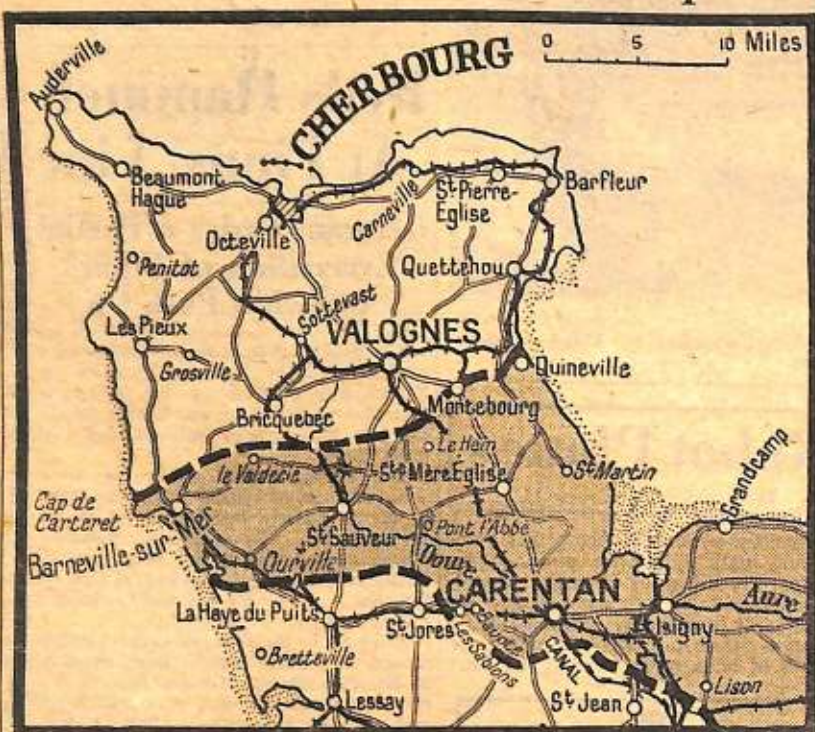 0 5 10 Miles
CHERBOURG
Auderville
Beaumont
Hague
Carneville
St Pierre-
Eglise
Barfleur
Octeville
Penitot
Quettehou
Sottevast
Les Pieux
VALOGNES
Grosville
Quineville
Bricquebec
Montebourg
Le Ham
le Valdecie
Ste Mère Eglise
St Martin
Grandcamp
Cap de
Carteret
Barneville-sur-Mer
St Sauveur
Pont l'Abbé
Ourville
Douve
CARENTAN
Aure
La Haye du Puits
St Jores
Les Sablons
CANAL
Isigny
Bretteville
Lessay
St Jean
Lison